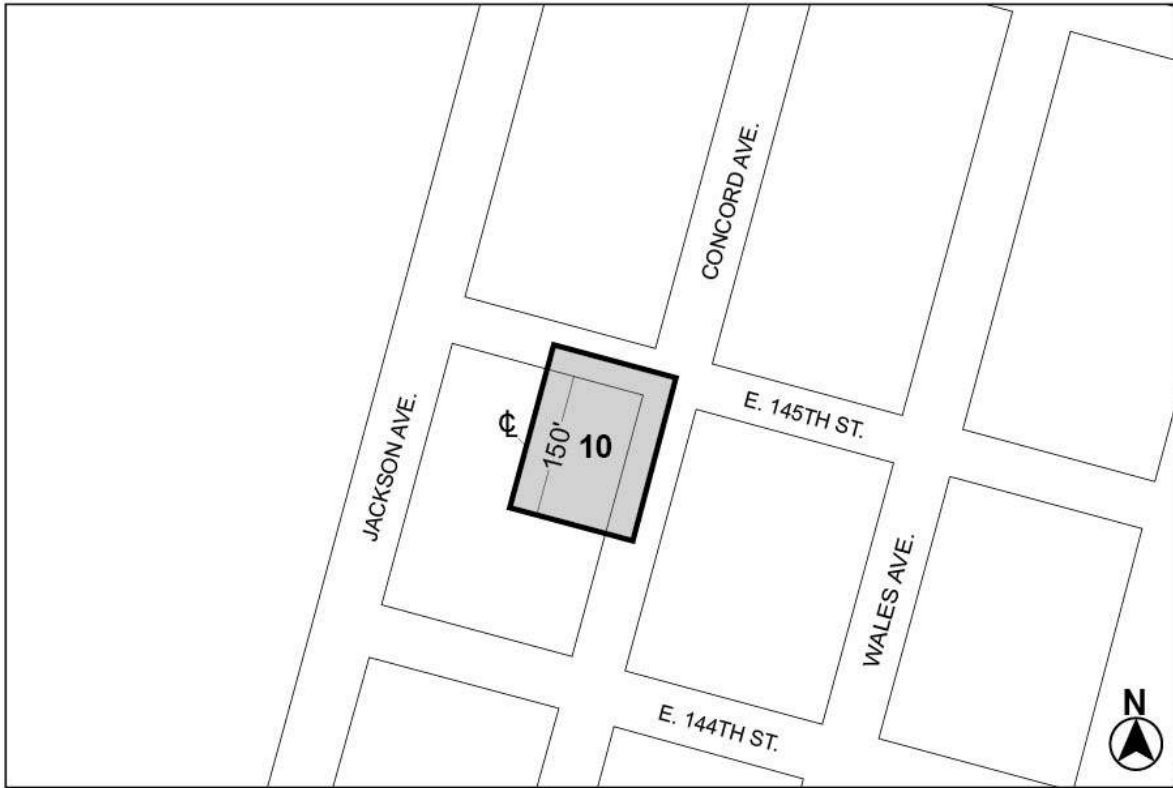 CONCORD AVE.
E. 145TH ST.
JACKSON AVE.
℄
150'
10
WALES AVE.
E. 144TH ST.
N